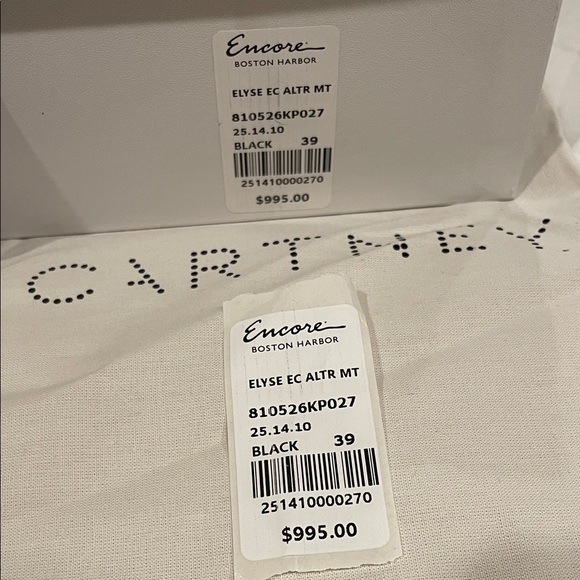 Encore
BOSTON HARBOR
ELYSE EC ALTR MT
810526KP027
25.14.10
BLACK 39
251410000270
$995.00
CARTNEY
Encore
BOSTON HARBOR
ELYSE EC ALTR MT
810526KP027
25.14.10
BLACK 39
251410000270
$995.00